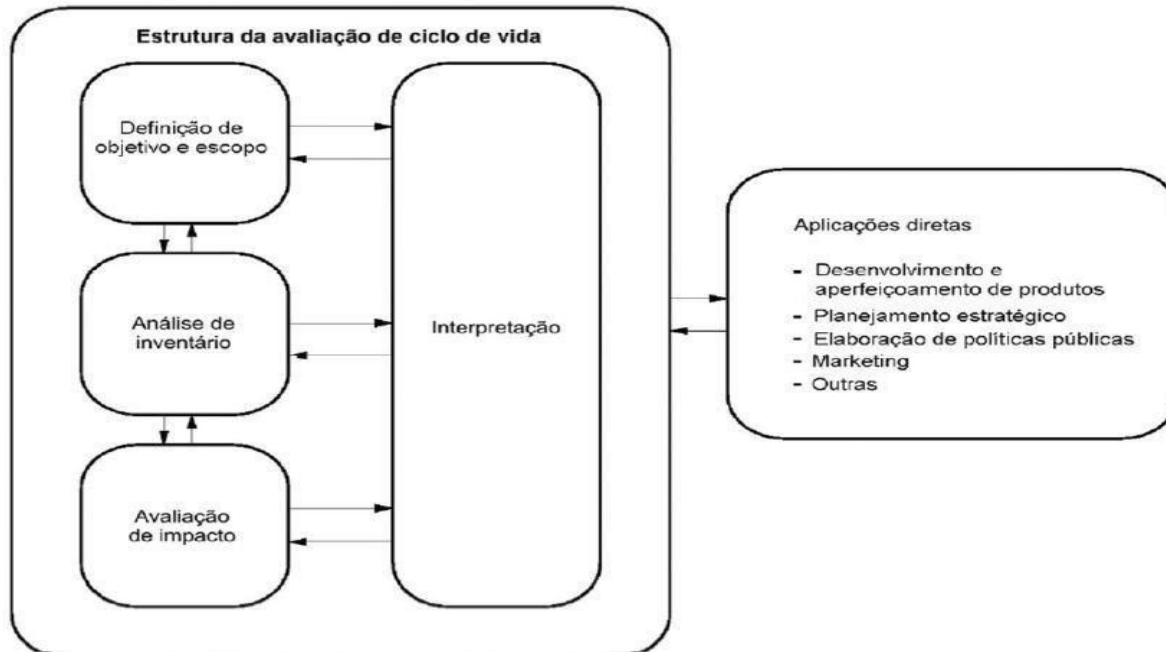 Estrutura da avaliação de ciclo de vida
Definição de
objetivo e escopo
Análise de
inventário
Avaliação
de impacto
Interpretação
Aplicações diretas
- Desenvolvimento e
aperfeiçoamento de produtos
- Planejamento estratégico
- Elaboração de políticas públicas
- Marketing
- Outras